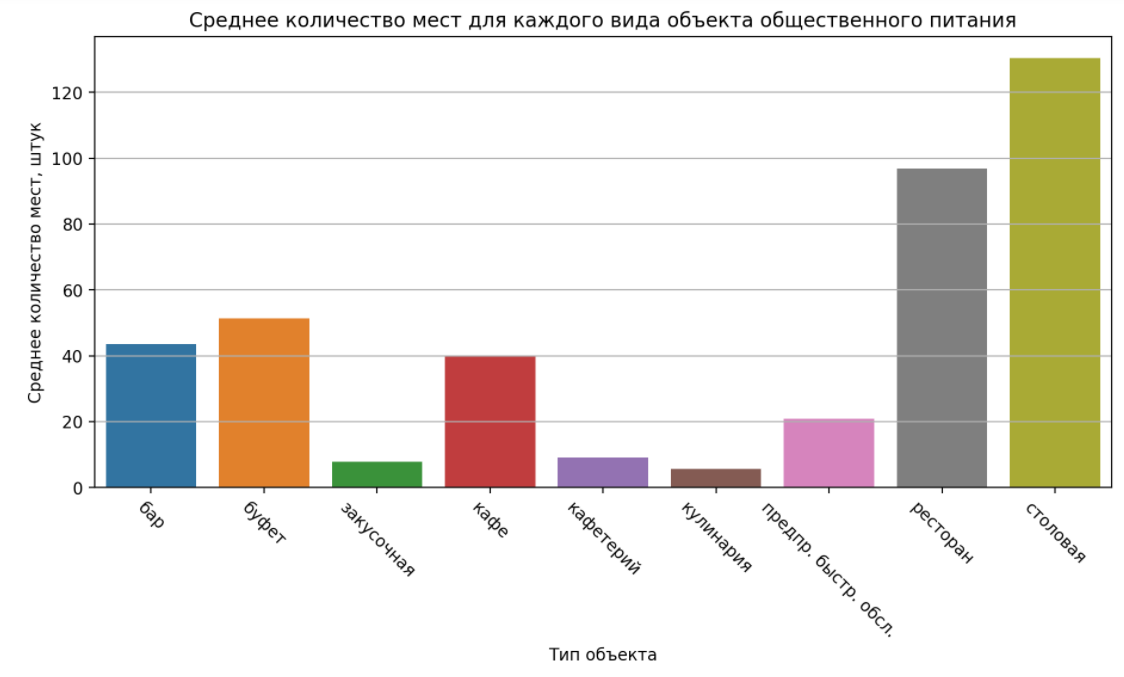 Среднее количество мест для каждого вида объекта общественного питания
Среднее количество мест, штук
120
100
80
60
40
20
0
бар
буфет
закусочная
кафе
кафетерий
кулинария
предпр. быстр. обсл.
ресторан
столовая
Тип объекта